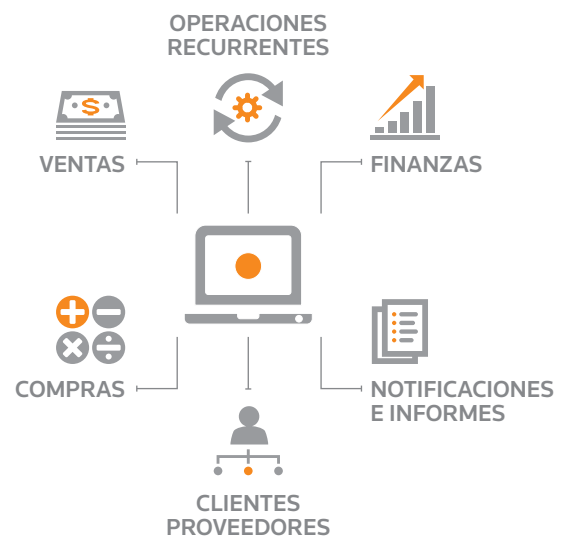 OPERACIONES
RECURRENTES
$
VENTAS
FINANZAS
COMPRAS
NOTIFICACIONES
E INFORMES
CLIENTES
PROVEEDORES